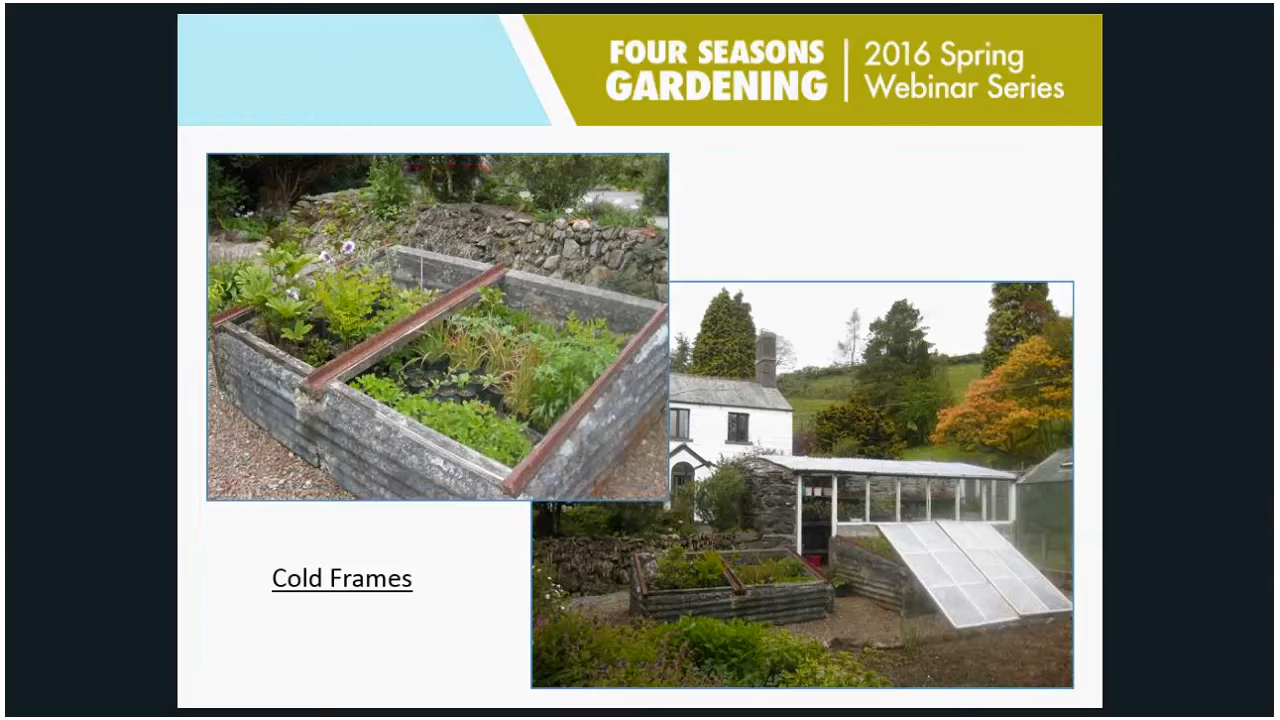 FOUR SEASONS
GARDENING
2016 Spring
Webinar Series
Cold Frames